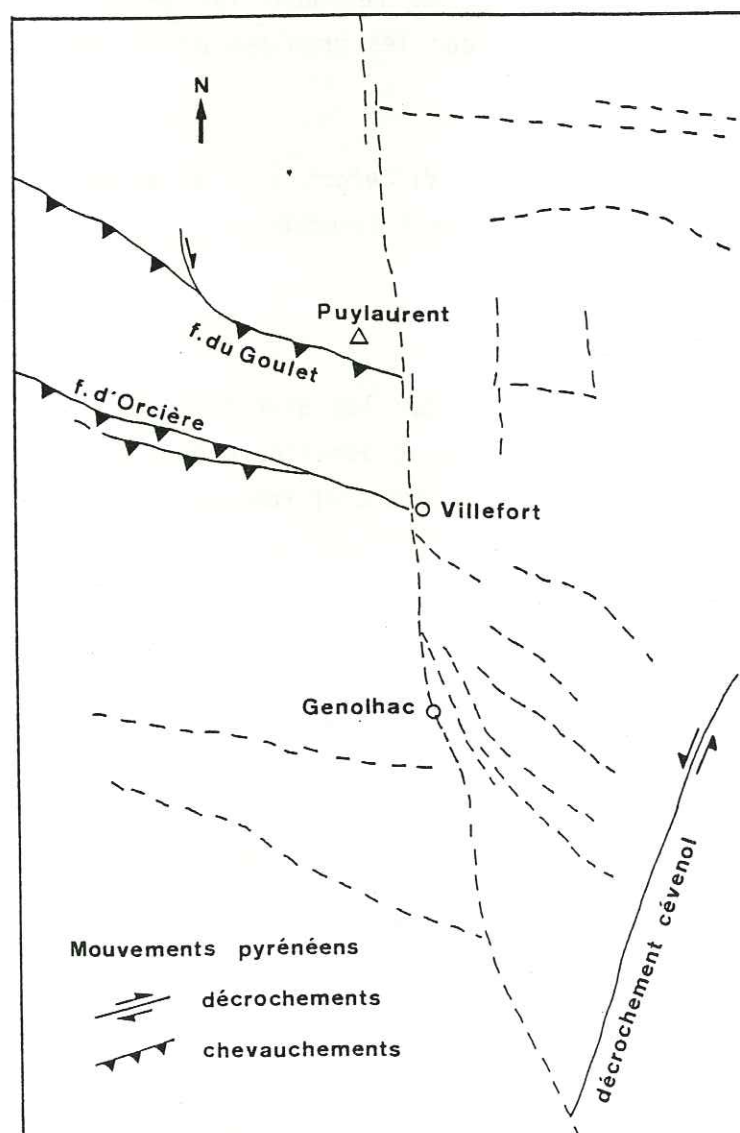 N
Puylaurent
f. du Goulet
f. d'Orcière
Villefort
Genolhac
décrochement cévenol
Mouvements pyrénéens
décrochements
chevauchements